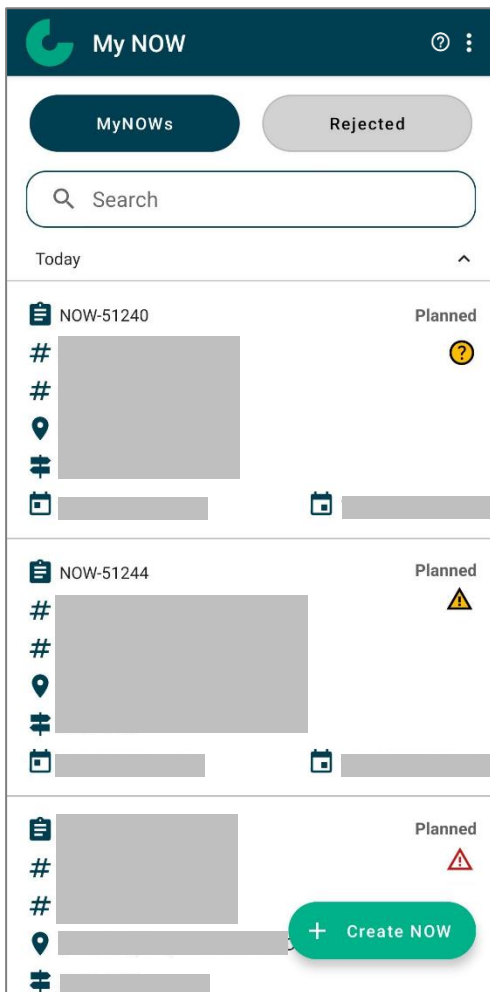 My NOW
MyNOWs Rejected
Search
Today
NOW-51240 Planned
NOW-51244 Planned
Planned
+ Create NOW